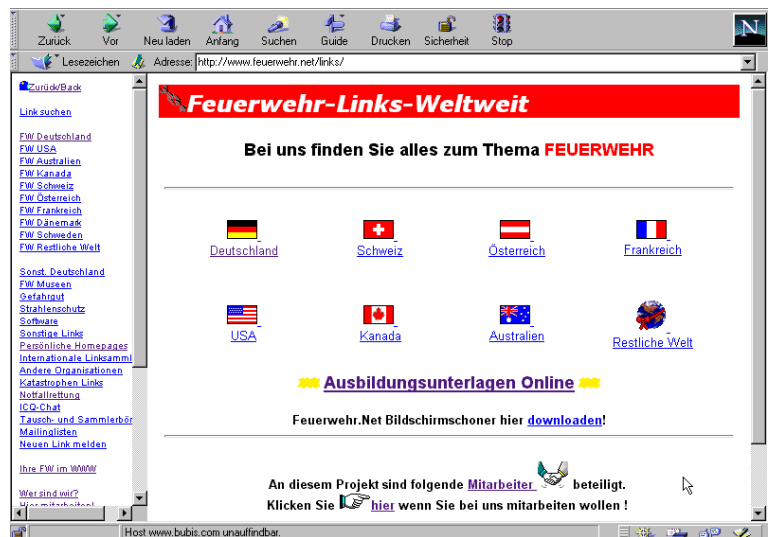 Zurück Vor Neu laden Anfang Suchen Guide Drucken Sicherheit Stop
N
Lesezeichen Adresse: http://www.feuerwehr.net/links/
Zurück/Back
Link suchen
FW Deutschland
FW USA
FW Australien
FW Kanada
FW Schweiz
FW Österreich
FW Frankreich
FW Dänemark
FW Schweden
FW Restliche Welt
Sonst. Deutschland
FW Museen
Gefahrgut
Strahlenschutz
Software
Sonstige Links
Persönliche Homepages
Internationale Linksamml
Andere Organisationen
Katastrophen Links
Notfallrettung
ICQ-Chat
Tausch- und Sammlerbör
Mailinglisten
Neuen Link melden
Ihre FW im WWW
Wer sind wir?
Hier mitarbeiten!
Feuerwehr-Links-Weltweit
Bei uns finden Sie alles zum Thema FEUERWEHR
Deutschland Schweiz Österreich Frankreich
USA Kanada Australien Restliche Welt
Ausbildungsunterlagen Online
Feuerwehr.Net Bildschirmschoner hier downloaden!
An diesem Projekt sind folgende Mitarbeiter beteiligt.
Klicken Sie hier wenn Sie bei uns mitarbeiten wollen !
Host www.bubis.com unauffindbar.